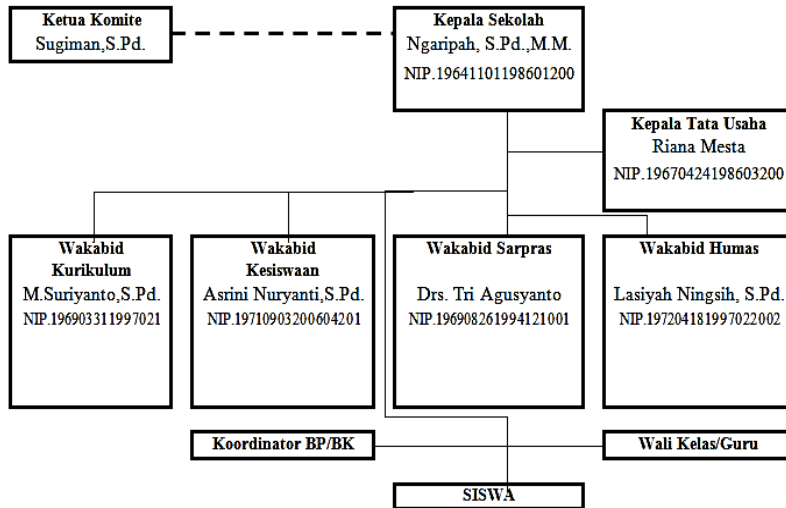 Ketua Komite
Sugiman,S.Pd.
Kepala Sekolah
Ngaripah, S.Pd.,M.M.
NIP.19641101198601200
Kepala Tata Usaha
Riana Mesta
NIP.19670424198603200
Wakabid
Kurikulum
M.Suriyanto,S.Pd.
NIP.196903311997021
Wakabid
Kesiswaan
Asrini Nuryanti,S.Pd.
NIP.19710903200604201
Wakabid Sarpras
Drs. Tri Agusyanto
NIP.196908261994121001
Wakabid Humas
Lasiyah Ningsih, S.Pd.
NIP.197204181997022002
Koordinator BP/BK
Wali Kelas/Guru
SISWA